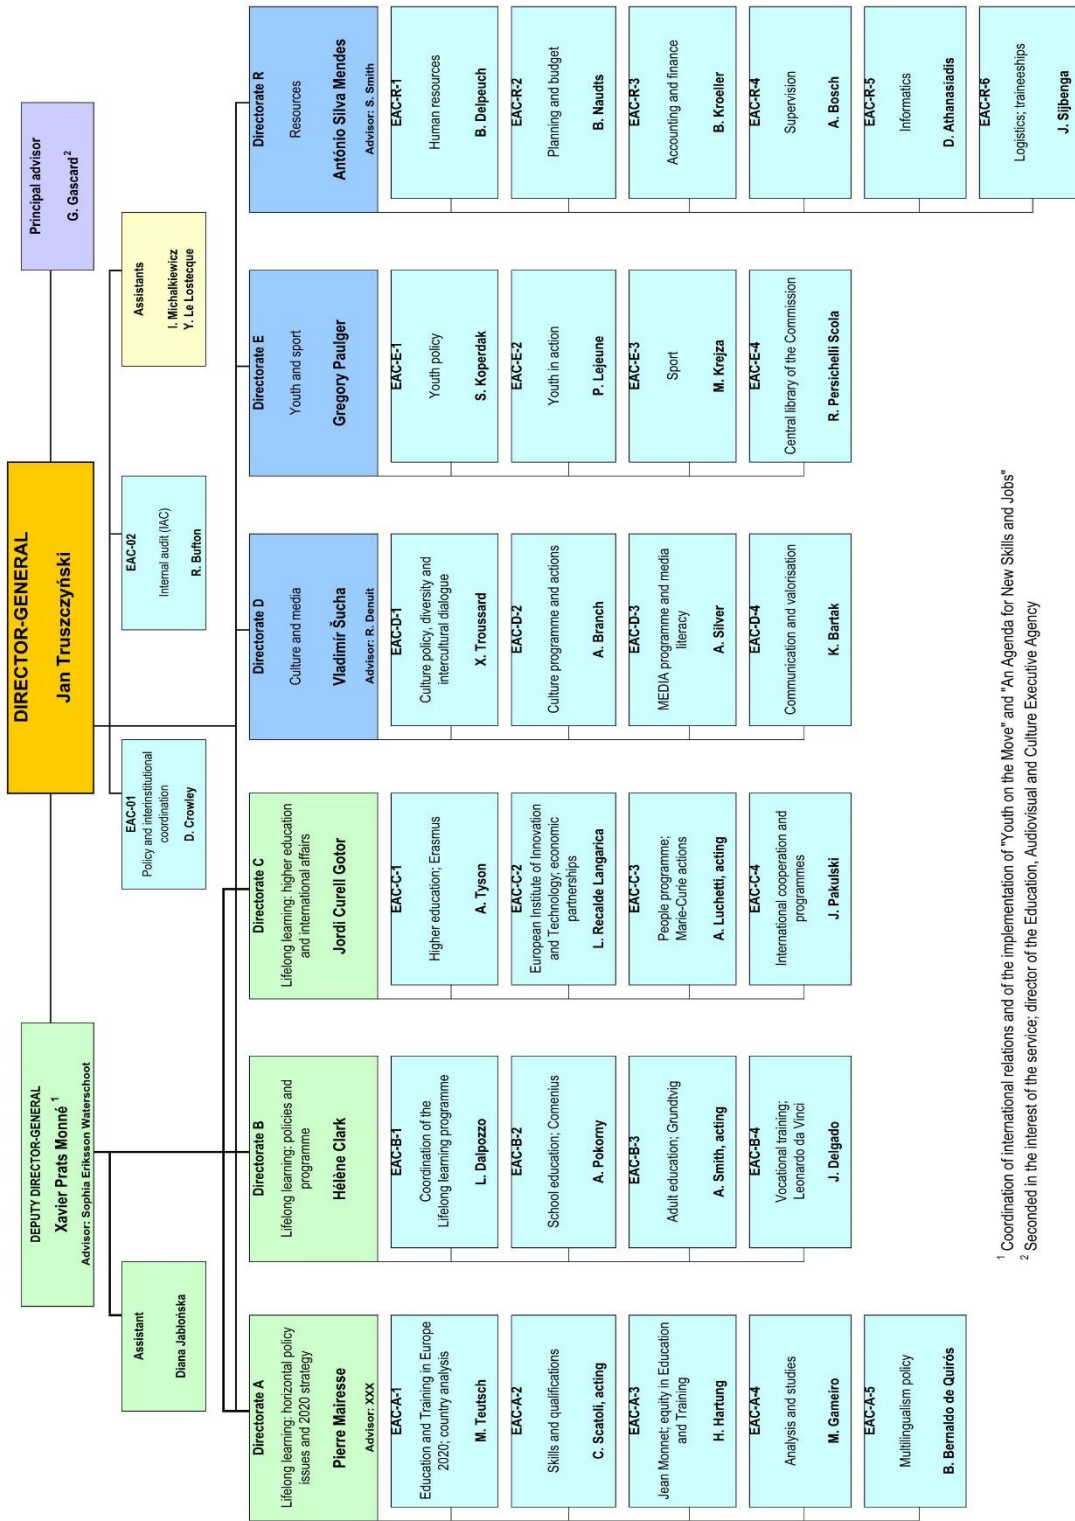 DIRECTOR-GENERAL
Jan Truszczyński
DEPUTY DIRECTOR-GENERAL
Xavier Prats Monné ¹
Advisor: Sophia Eriksson Waterschoot
Principal advisor
G. Gascard²
Assistant
Diana Jabłońska
EAC-01
Policy and interinstitutional
coordination
D. Crowley
EAC-02
Internal audit (IAC)
R. Bufton
Assistants
I. Michalkiewicz
Y. Le Lostecque
Directorate A
Lifelong learning: horizontal policy
issues and 2020 strategy
Pierre Mairesse
Advisor: XXX
EAC-A-1
Education and Training in Europe
2020; country analysis
M. Teutsch
EAC-A-2
Skills and qualifications
C. Scatoli, acting
EAC-A-3
Jean Monnet; equity in Education
and Training
H. Hartung
EAC-A-4
Analysis and studies
M. Gameiro
EAC-A-5
Multilingualism policy
B. Bernaldo de Quirós
Directorate B
Lifelong learning: policies and
programme
Hélène Clark
EAC-B-1
Coordination of the
Lifelong learning programme
L. Dalpozzo
EAC-B-2
School education; Comenius
A. Pokorny
EAC-B-3
Adult education; Grundtvig
A. Smith, acting
EAC-B-4
Vocational training;
Leonardo da Vinci
J. Delgado
Directorate C
Lifelong learning: higher education
and international affairs
Jordi Curell Gotor
EAC-C-1
Higher education; Erasmus
A. Tyson
EAC-C-2
European Institute of Innovation
and Technology; economic
partnerships
L. Recalde Langarica
EAC-C-3
People programme;
Marie-Curie actions
A. Luchetti, acting
EAC-C-4
International cooperation and
programmes
J. Pakulski
Directorate D
Culture and media
Vladimír Šucha
Advisor: R. Denuit
EAC-D-1
Culture policy, diversity and
intercultural dialogue
X. Troussard
EAC-D-2
Culture programme and actions
A. Branch
EAC-D-3
MEDIA programme and media
literacy
A. Silver
EAC-D-4
Communication and valorisation
K. Bartak
Directorate E
Youth and sport
Gregory Paulger
EAC-E-1
Youth policy
S. Koperdak
EAC-E-2
Youth in action
P. Lejeune
EAC-E-3
Sport
M. Krejza
EAC-E-4
Central library of the Commission
R. Persichelli Scola
Directorate R
Resources
António Silva Mendes
Advisor: S. Smith
EAC-R-1
Human resources
B. Delpeuch
EAC-R-2
Planning and budget
B. Naudts
EAC-R-3
Accounting and finance
B. Kroeller
EAC-R-4
Supervision
A. Bosch
EAC-R-5
Informatics
D. Athanasiadis
EAC-R-6
Logistics; traineeships
J. Sijbenga
¹ Coordination of international relations and of the implementation of "Youth on the Move" and "An Agenda for New Skills and Jobs"
² Seconded in the interest of the service; director of the Education, Audiovisual and Culture Executive Agency